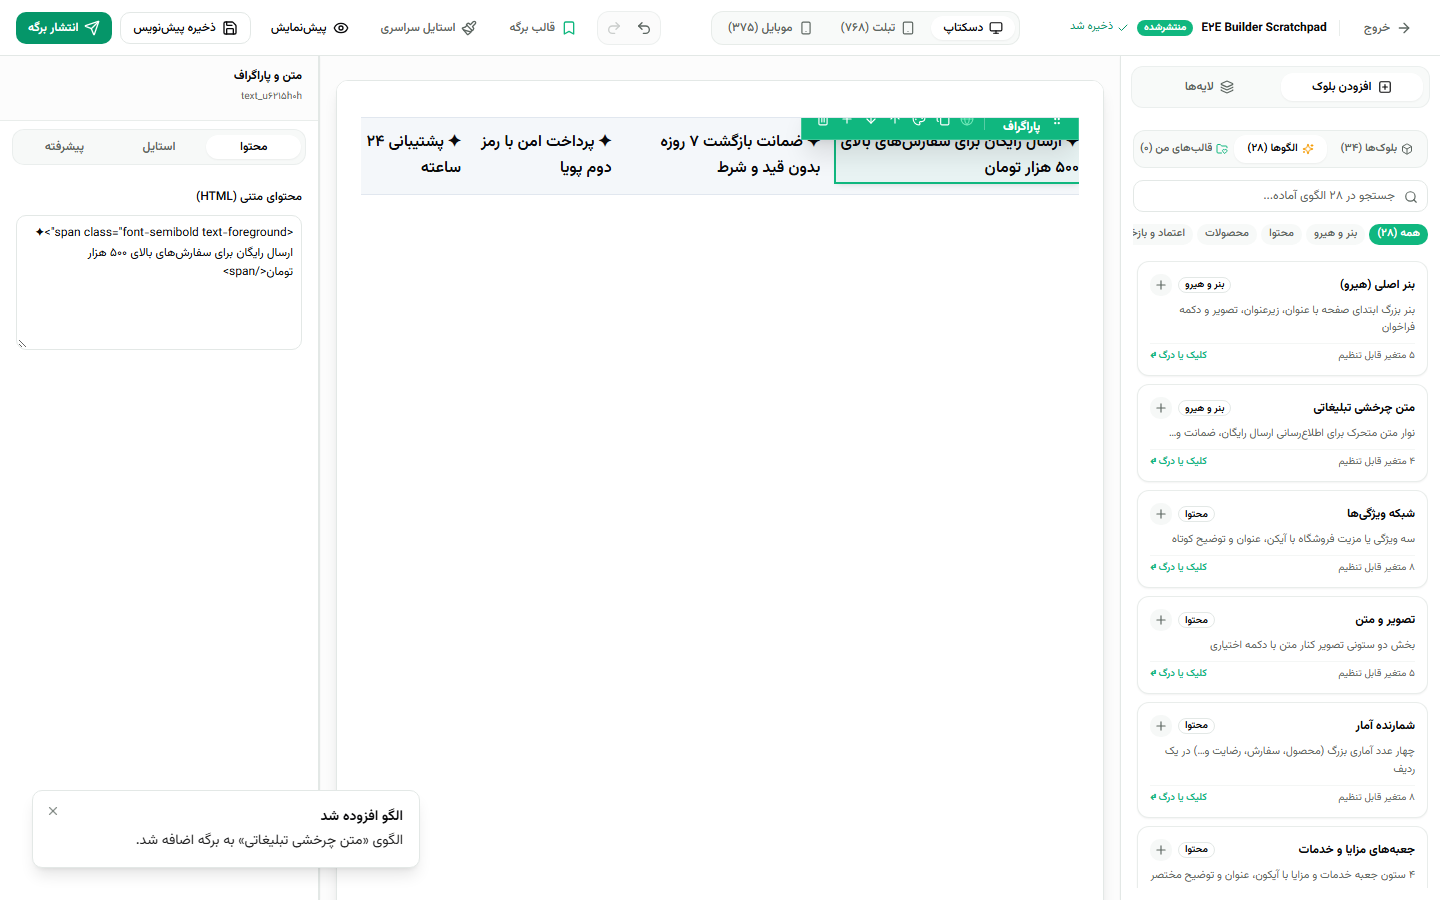 خروج
E2E Builder Scratchpad
منتشرشده
ذخیره شد
دسکتاپ
تبلت (۷۶۸)
موبایل (۳۷۵)
قالب برگه
استایل سراسری
پیش‌نمایش
ذخیره پیش‌نویس
انتشار برگه
افزودن بلوک
لایه‌ها
بلوک‌ها (۳۴)
الگوها (۲۸)
قالب‌های من (۰)
جستجو در ۲۸ الگوی آماده...
همه (۲۸)
بنر و هیرو
محتوا
محصولات
اعتماد و بازخ
بنر اصلی (هیرو)
بنر و هیرو
بنر بزرگ ابتدای صفحه با عنوان، زیرعنوان، تصویر و دکمه
فراخوان
۵ متغیر قابل تنظیم
کلیک یا درگ
متن چرخشی تبلیغاتی
بنر و هیرو
نوار متن متحرک برای اطلاع‌رسانی ارسال رایگان، ضمانت و...
۴ متغیر قابل تنظیم
کلیک یا درگ
شبکه ویژگی‌ها
محتوا
سه ویژگی یا مزیت فروشگاه با آیکن، عنوان و توضیح کوتاه
۸ متغیر قابل تنظیم
کلیک یا درگ
تصویر و متن
محتوا
بخش دو ستونی تصویر کنار متن با دکمه اختیاری
۵ متغیر قابل تنظیم
کلیک یا درگ
شمارنده آمار
محتوا
چهار عدد آماری بزرگ (محصول، سفارش، رضایت و...) در یک
ردیف
۸ متغیر قابل تنظیم
کلیک یا درگ
جعبه‌های مزایا و خدمات
محتوا
۴ ستون جعبه خدمات و مزایا با آیکون، عنوان و توضیح مختصر
پاراگراف
✦ ارسال رایگان برای سفارش‌های بالای
۵۰۰ هزار تومان
✦ ضمانت بازگشت ۷ روزه
بدون قید و شرط
✦ پرداخت امن با رمز
دوم پویا
✦ پشتیبانی ۲۴
ساعته
متن و پاراگراف
text_u۶۲۱۵h۰h
محتوا
استایل
پیشرفته
محتوای متنی (HTML)
<span class="font-semibold text-foreground">✦
ارسال رایگان برای سفارش‌های بالای ۵۰۰ هزار
تومان</span>
الگو افزوده شد
الگوی «متن چرخشی تبلیغاتی» به برگه اضافه شد.